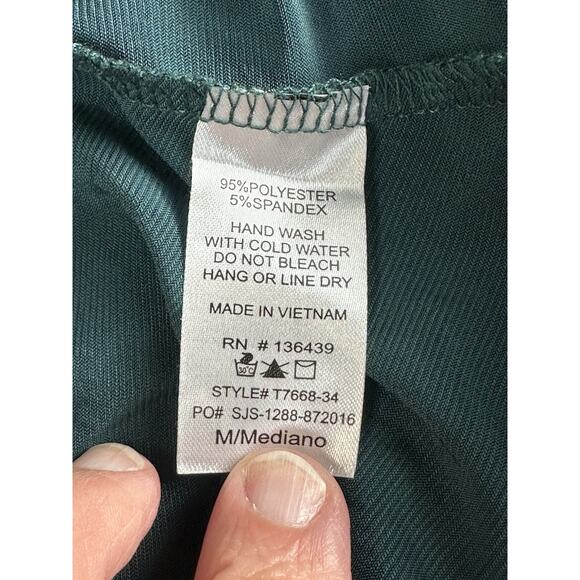 95%POLYESTER
5%SPANDEX
HAND WASH
WITH COLD WATER
DO NOT BLEACH
HANG OR LINE DRY
MADE IN VIETNAM
RN # 136439
30°C
STYLE# T7668-34
PO# SJS-1288-872016
M/Mediano